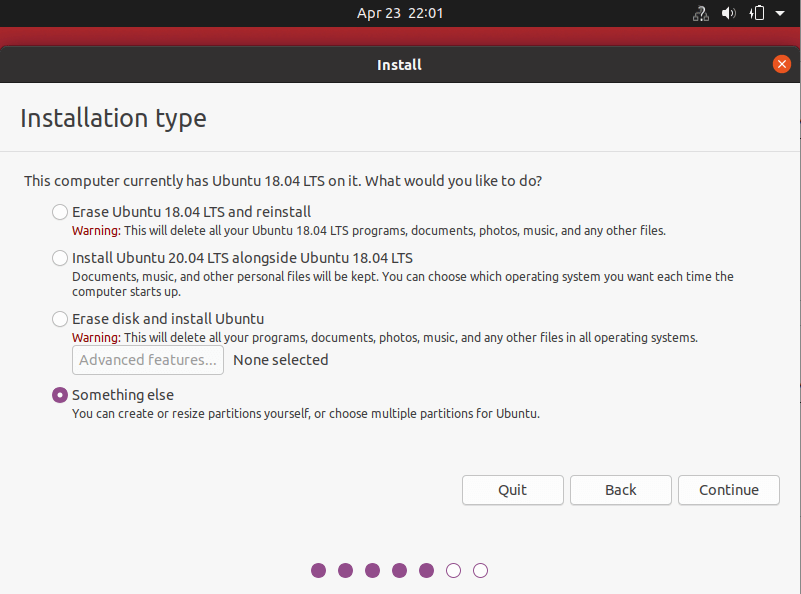 Apr 23 22:01
Install
Installation type
This computer currently has Ubuntu 18.04 LTS on it. What would you like to do?
Erase Ubuntu 18.04 LTS and reinstall
Warning: This will delete all your Ubuntu 18.04 LTS programs, documents, photos, music, and any other files.
Install Ubuntu 20.04 LTS alongside Ubuntu 18.04 LTS
Documents, music, and other personal files will be kept. You can choose which operating system you want each time the
computer starts up.
Erase disk and install Ubuntu
Warning: This will delete all your programs, documents, photos, music, and any other files in all operating systems.
Advanced features... None selected
Something else
You can create or resize partitions yourself, or choose multiple partitions for Ubuntu.
Quit Back Continue